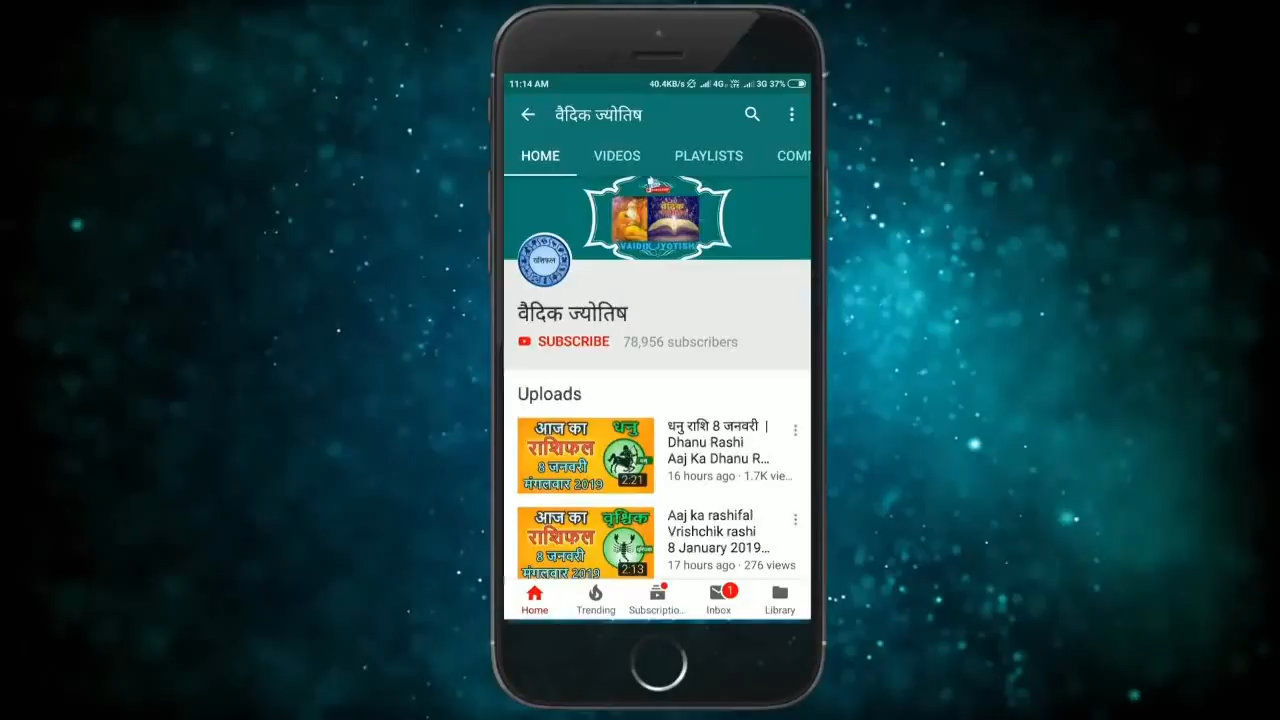 11:14 AM
40.4KB/s 4G 3G 37%
वैदिक ज्योतिष
HOME VIDEOS PLAYLISTS COM
वैदिक
VAIDIK JYOTISH
राशिफल
वैदिक ज्योतिष
SUBSCRIBE 78,956 subscribers
Uploads
आज का धनु
राशिफल
8 जनवरी
मंगलवार 2019
2:21
धनु राशि 8 जनवरी |
Dhanu Rashi
Aaj Ka Dhanu R...
16 hours ago · 1.7K vie...
आज का वृश्चिक
राशिफल
8 जनवरी
मंगलवार 2019
2:13
Aaj ka rashifal
Vrishchik rashi
8 January 2019...
17 hours ago · 276 views
Home Trending Subscriptio... Inbox Library
1